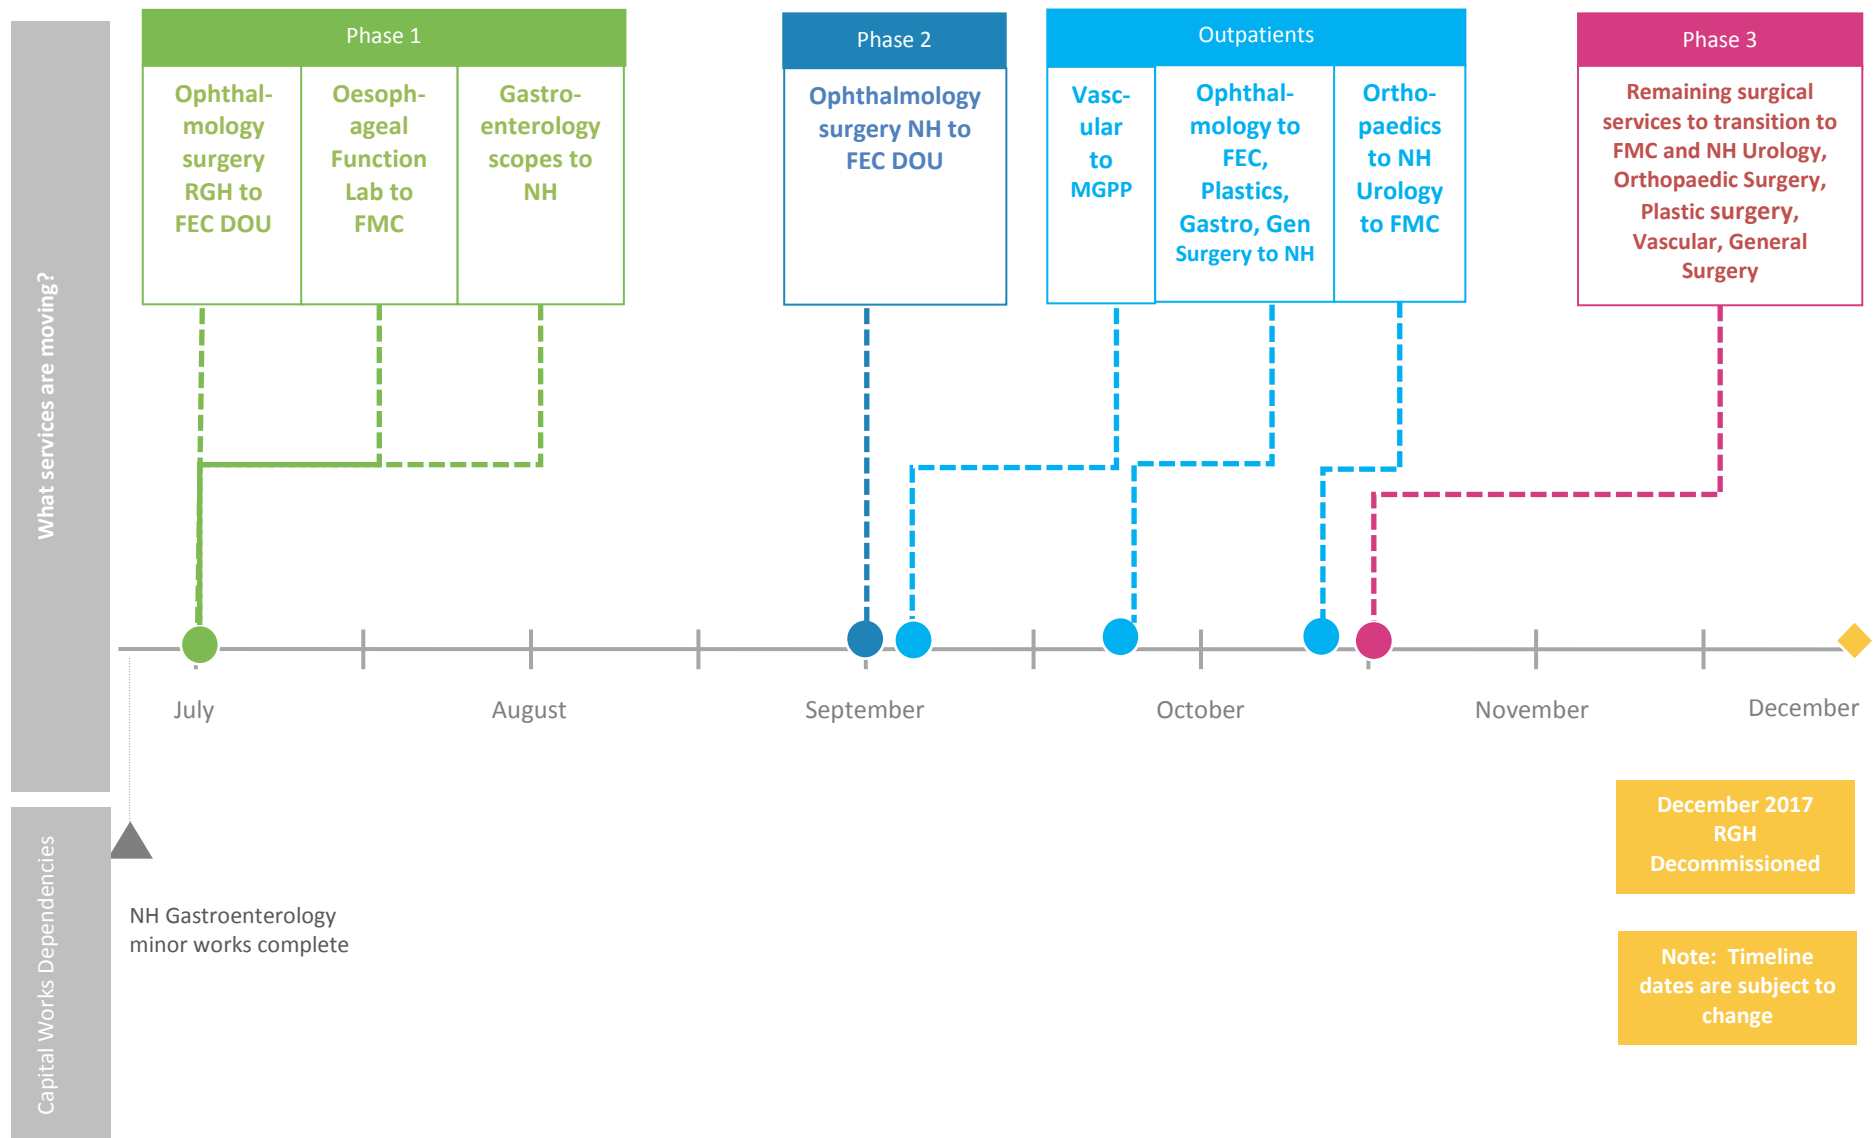 What services are moving?
Phase 1
Ophthal-
mology
surgery
RGH to
FEC DOU
Oesoph-
ageal
Function
Lab to
FMC
Gastro-
enterology
scopes to
NH
Phase 2
Ophthalmology
surgery NH to
FEC DOU
Outpatients
Vasc-
ular
to
MGPP
Ophthal-
mology to
FEC,
Plastics,
Gastro, Gen
Surgery to NH
Ortho-
paedics
to NH
Urology
to FMC
Phase 3
Remaining surgical
services to transition to
FMC and NH Urology,
Orthopaedic Surgery,
Plastic surgery,
Vascular, General
Surgery
July
August
September
October
November
December
Capital Works Dependencies
NH Gastroenterology
minor works complete
December 2017
RGH
Decommissioned
Note:  Timeline
dates are subject to
change